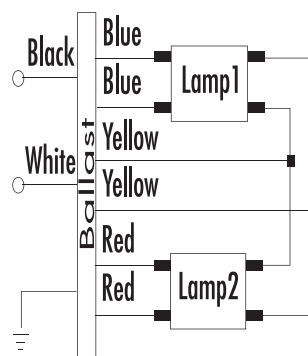 Black
White
Ballast
Blue
Blue
Yellow
Yellow
Red
Red
Lamp1
Lamp2